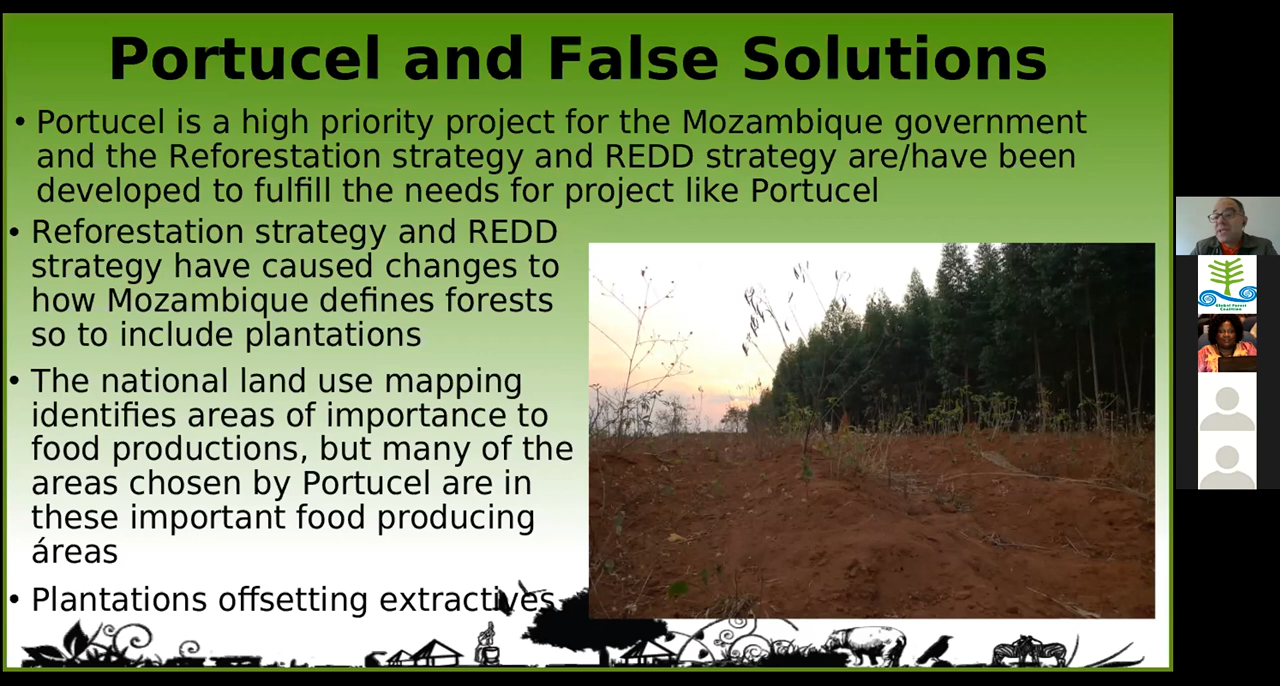 Portucel and False Solutions
• Portucel is a high priority project for the Mozambique government
and the Reforestation strategy and REDD strategy are/have been
developed to fulfill the needs for project like Portucel
• Reforestation strategy and REDD
strategy have caused changes to
how Mozambique defines forests
so to include plantations
• The national land use mapping
identifies areas of importance to
food productions, but many of the
areas chosen by Portucel are in
these important food producing
áreas
• Plantations offsetting extractives
Global Forest
Coalition